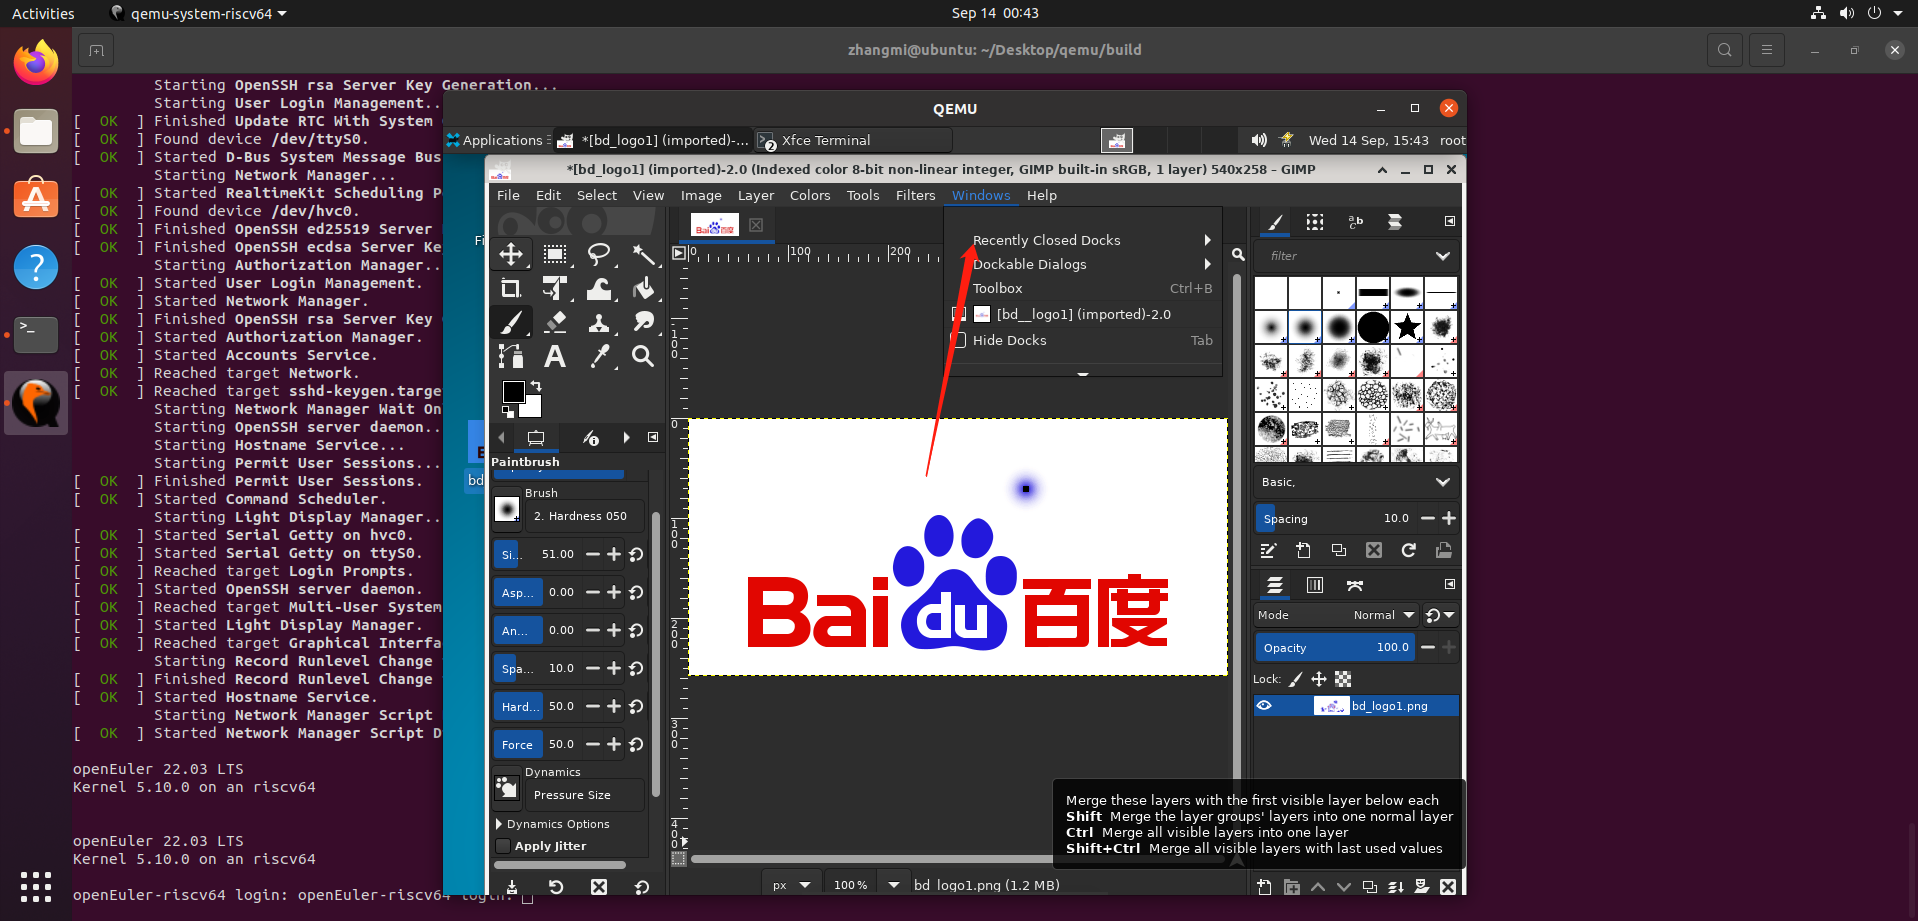 Activities
qemu-system-riscv64
Sep 14 00:43
zhangmi@ubuntu: ~/Desktop/qemu/build
Starting OpenSSH rsa Server Key Generation...
Starting User Login Management..
[ OK ] Finished Update RTC With System
[ OK ] Found device /dev/ttyS0.
[ OK ] Started D-Bus System Message Bus
Starting Network Manager...
[ OK ] Started RealtimeKit Scheduling P
[ OK ] Found device /dev/hvc0.
[ OK ] Finished OpenSSH ed25519 Server
[ OK ] Finished OpenSSH ecdsa Server Ke
Starting Authorization Manager..
[ OK ] Started User Login Management.
[ OK ] Started Network Manager.
[ OK ] Finished OpenSSH rsa Server Key
[ OK ] Started Authorization Manager.
[ OK ] Started Accounts Service.
[ OK ] Reached target Network.
[ OK ] Reached target sshd-keygen.targe
Starting Network Manager Wait On
Starting OpenSSH server daemon..
Starting Hostname Service...
Starting Permit User Sessions...
[ OK ] Finished Permit User Sessions.
[ OK ] Started Command Scheduler.
Starting Light Display Manager..
[ OK ] Started Serial Getty on hvc0.
[ OK ] Started Serial Getty on ttyS0.
[ OK ] Reached target Login Prompts.
[ OK ] Started OpenSSH server daemon.
[ OK ] Reached target Multi-User System
[ OK ] Started Light Display Manager.
[ OK ] Reached target Graphical Interfa
Starting Record Runlevel Change
[ OK ] Finished Record Runlevel Change
[ OK ] Started Hostname Service.
Starting Network Manager Script
[ OK ] Started Network Manager Script D
openEuler 22.03 LTS
Kernel 5.10.0 on an riscv64
openEuler 22.03 LTS
Kernel 5.10.0 on an riscv64
openEuler-riscv64 login: openEuler-riscv64 login:
QEMU
Applications
*[bd_logo1] (imported)-...
2
Xfce Terminal
Wed 14 Sep, 15:43
root
Fi
bd
*[bd_logo1] (imported)-2.0 (Indexed color 8-bit non-linear integer, GIMP built-in sRGB, 1 layer) 540x258 – GIMP
File Edit Select View Image Layer Colors Tools Filters Windows Help
Recently Closed Docks
Dockable Dialogs
Toolbox Ctrl+B
[bd__logo1] (imported)-2.0
Hide Docks Tab
0 100 200
0
100
200
300
400
Paintbrush
Brush
2. Hardness 050
Si... 51.00
Asp... 0.00
An... 0.00
Spa... 10.0
Hard... 50.0
Force 50.0
Dynamics
Pressure Size
Dynamics Options
Apply Jitter
Bai du 百度
px
100 %
bd_logo1.png (1.2 MB)
filter
Basic,
Spacing 10.0
Mode Normal
Opacity 100.0
Lock:
bd_logo1.png
Merge these layers with the first visible layer below each
Shift Merge the layer groups' layers into one normal layer
Ctrl Merge all visible layers into one layer
Shift+Ctrl Merge all visible layers with last used values